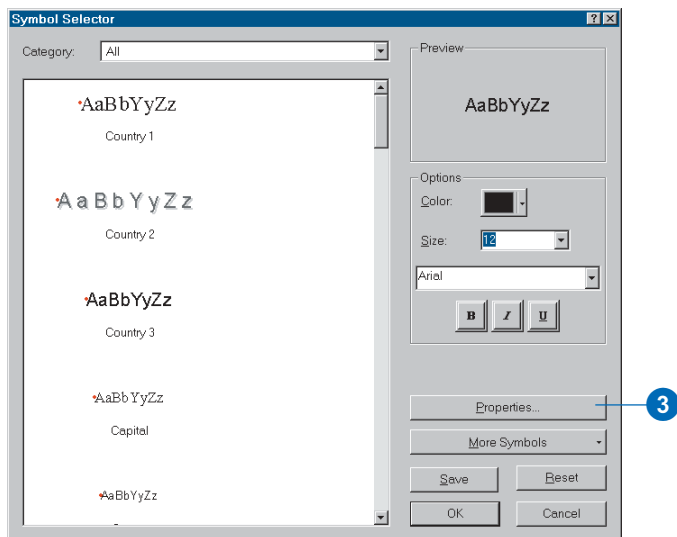 Symbol Selector
Category: All
AaBbYyZz
Country 1
AaBbYyZz
Country 2
AaBbYyZz
Country 3
AaBbYyZz
Capital
AaBbYyZz
Preview
AaBbYyZz
Options
Color:
Size: 12
Arial
B I U
Properties...
3
More Symbols
Save Reset
OK Cancel